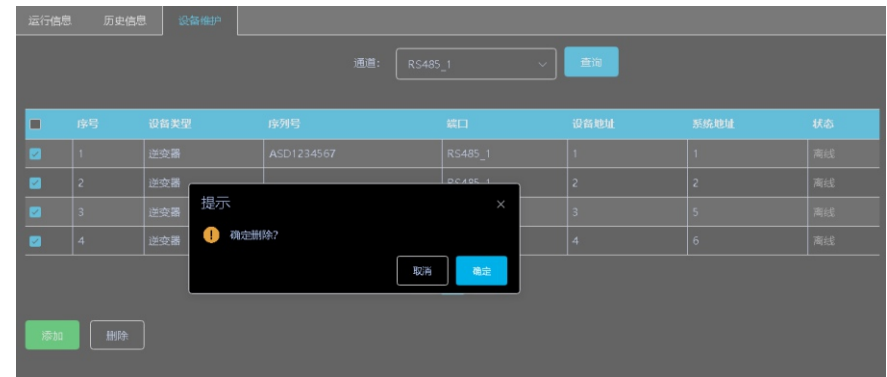 运行信息 历史信息 设备维护
通道： RS485_1 查询
序号 设备类型 序列号 端口 设备地址 系统地址 状态
1 逆变器 ASD1234567 RS485_1 1 1 离线
2 逆变器 RS485_1 2 2 离线
3 逆变器 3 5 离线
4 逆变器 4 6 离线
提示
确定删除?
取消 确定
添加 删除